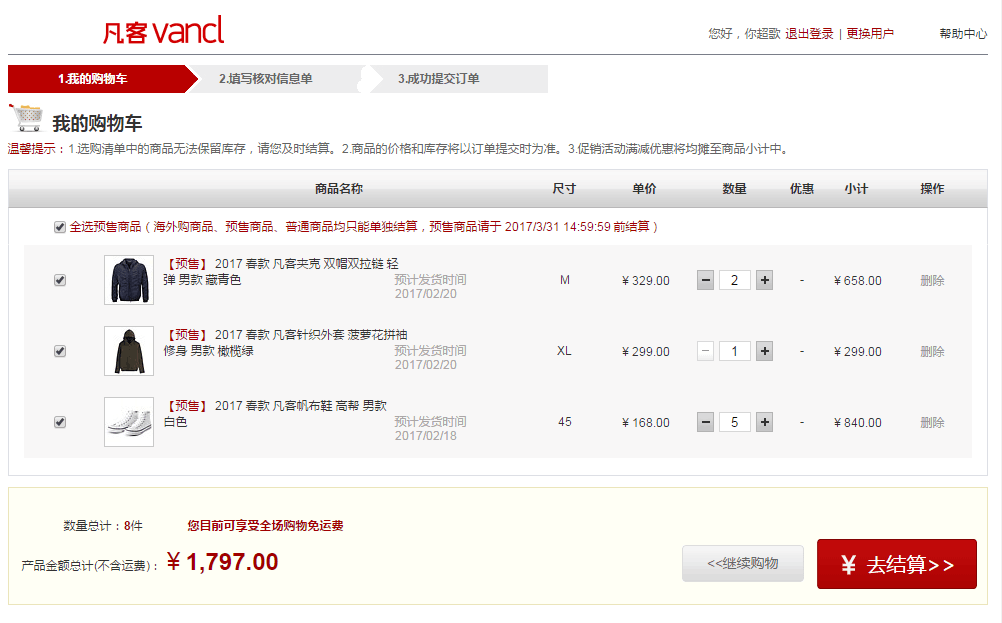 凡客 vancl
您好，你超歌 退出登录 | 更换用户 帮助中心
1.我的购物车 2.填写核对信息单 3.成功提交订单
我的购物车
温馨提示：1.选购清单中的商品无法保留库存，请您及时结算。2.商品的价格和库存将以订单提交时为准。3.促销活动满减优惠将均摊至商品小计中。
商品名称 尺寸 单价 数量 优惠 小计 操作
全选预售商品（海外购商品、预售商品、普通商品均只能单独结算，预售商品请于 2017/3/31 14:59:59 前结算）
【预售】 2017 春款 凡客夹克 双帽双拉链 轻
弹 男款 藏青色 预计发货时间
2017/02/20
M ￥329.00 − 2 + - ￥658.00 删除
【预售】 2017 春款 凡客针织外套 菠萝花拼袖
修身 男款 橄榄绿 预计发货时间
2017/02/20
XL ￥299.00 − 1 + - ￥299.00 删除
【预售】 2017 春款 凡客帆布鞋 高帮 男款
白色 预计发货时间
2017/02/18
45 ￥168.00 − 5 + - ￥840.00 删除
数量总计：8件 您目前可享受全场购物免运费
产品金额总计(不含运费)： ￥1,797.00
<<继续购物 ￥ 去结算>>